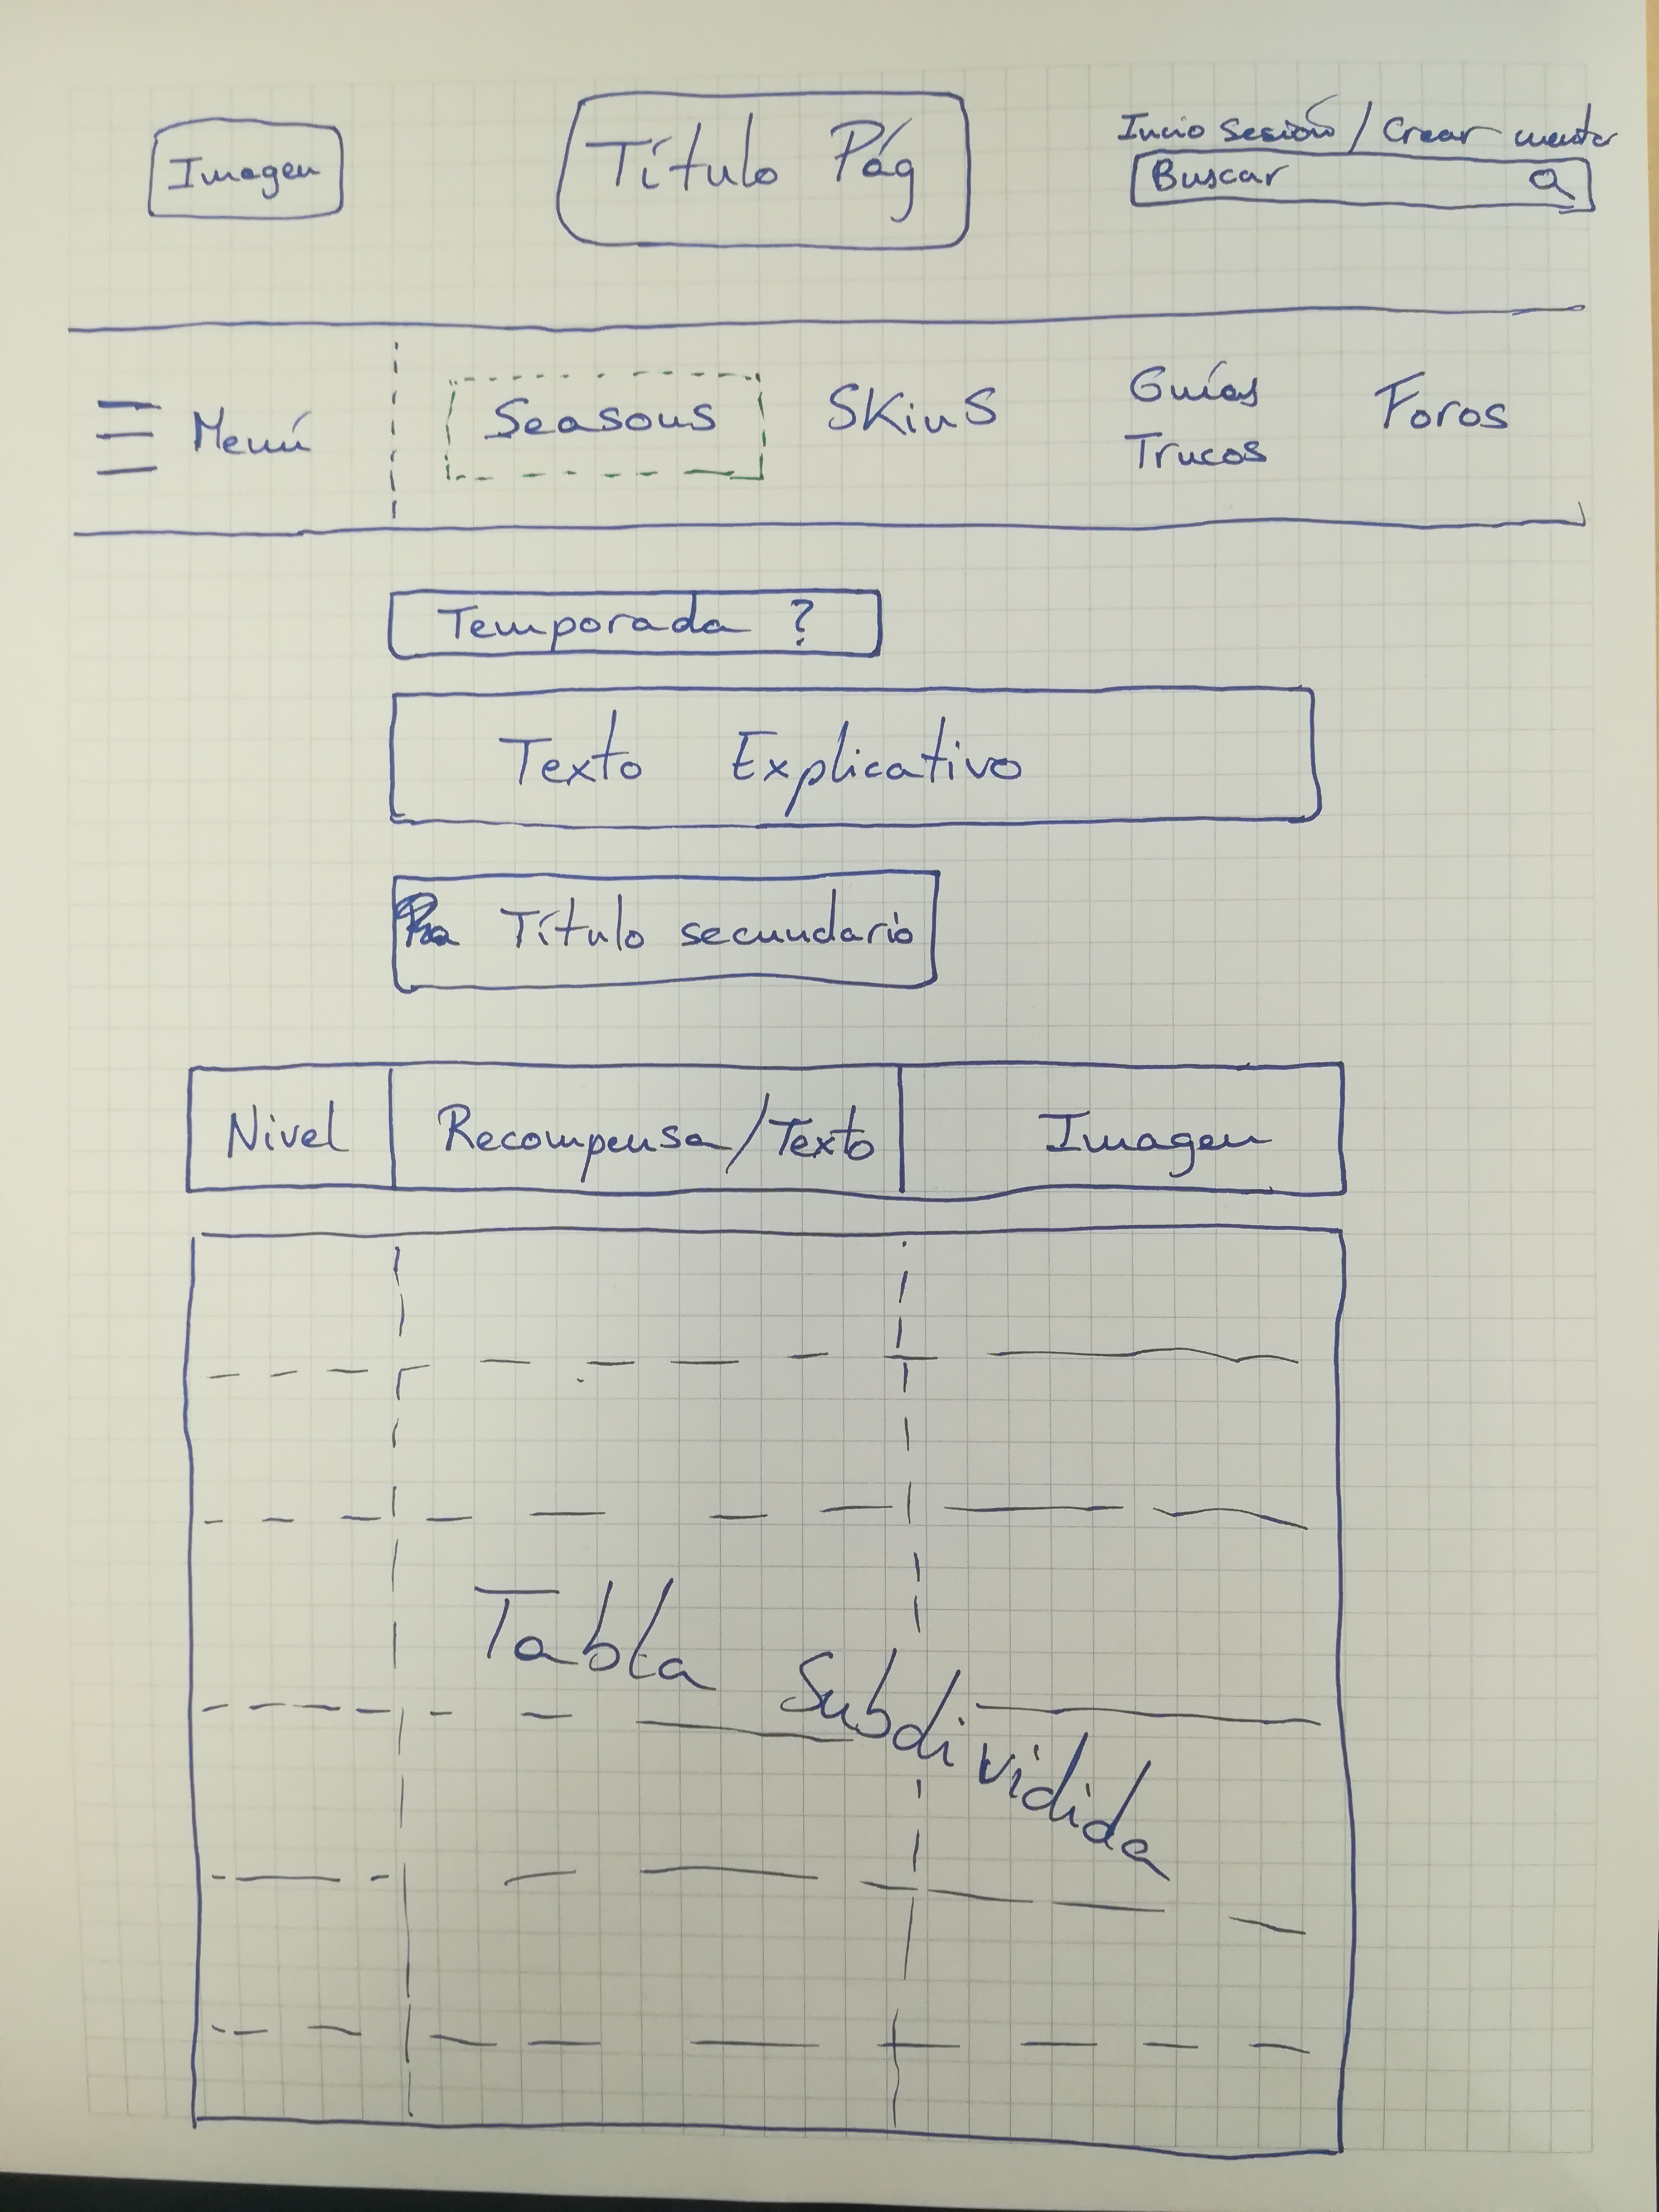 Imagen
Título Pág
Inicio Sesión / Crear cuenta
Buscar
Menú
Seasons
SKinS
Guías
Trucos
Foros
Temporada ?
Texto Explicativo
Título secundario
Nivel
Recompensa/Texto
Imagen
Tabla Subdividida